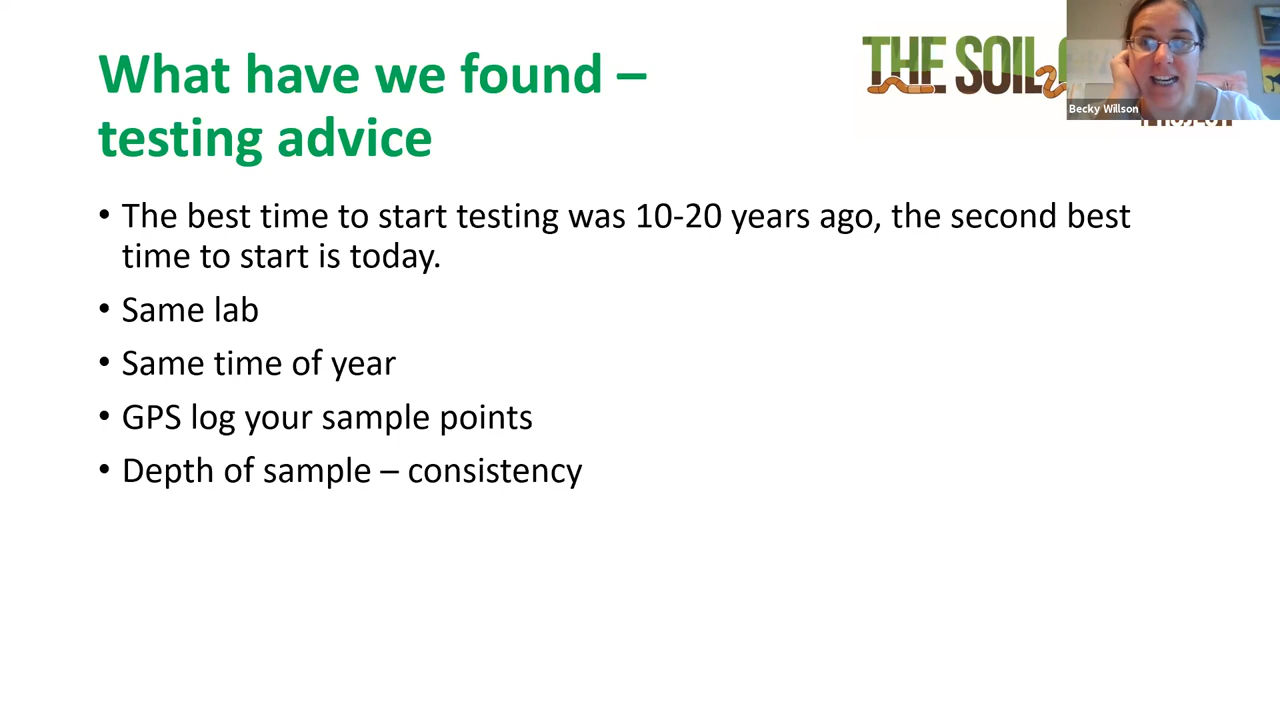 What have we found –
testing advice
THE SOIL
Becky Willson
• The best time to start testing was 10-20 years ago, the second best
time to start is today.
• Same lab
• Same time of year
• GPS log your sample points
• Depth of sample – consistency